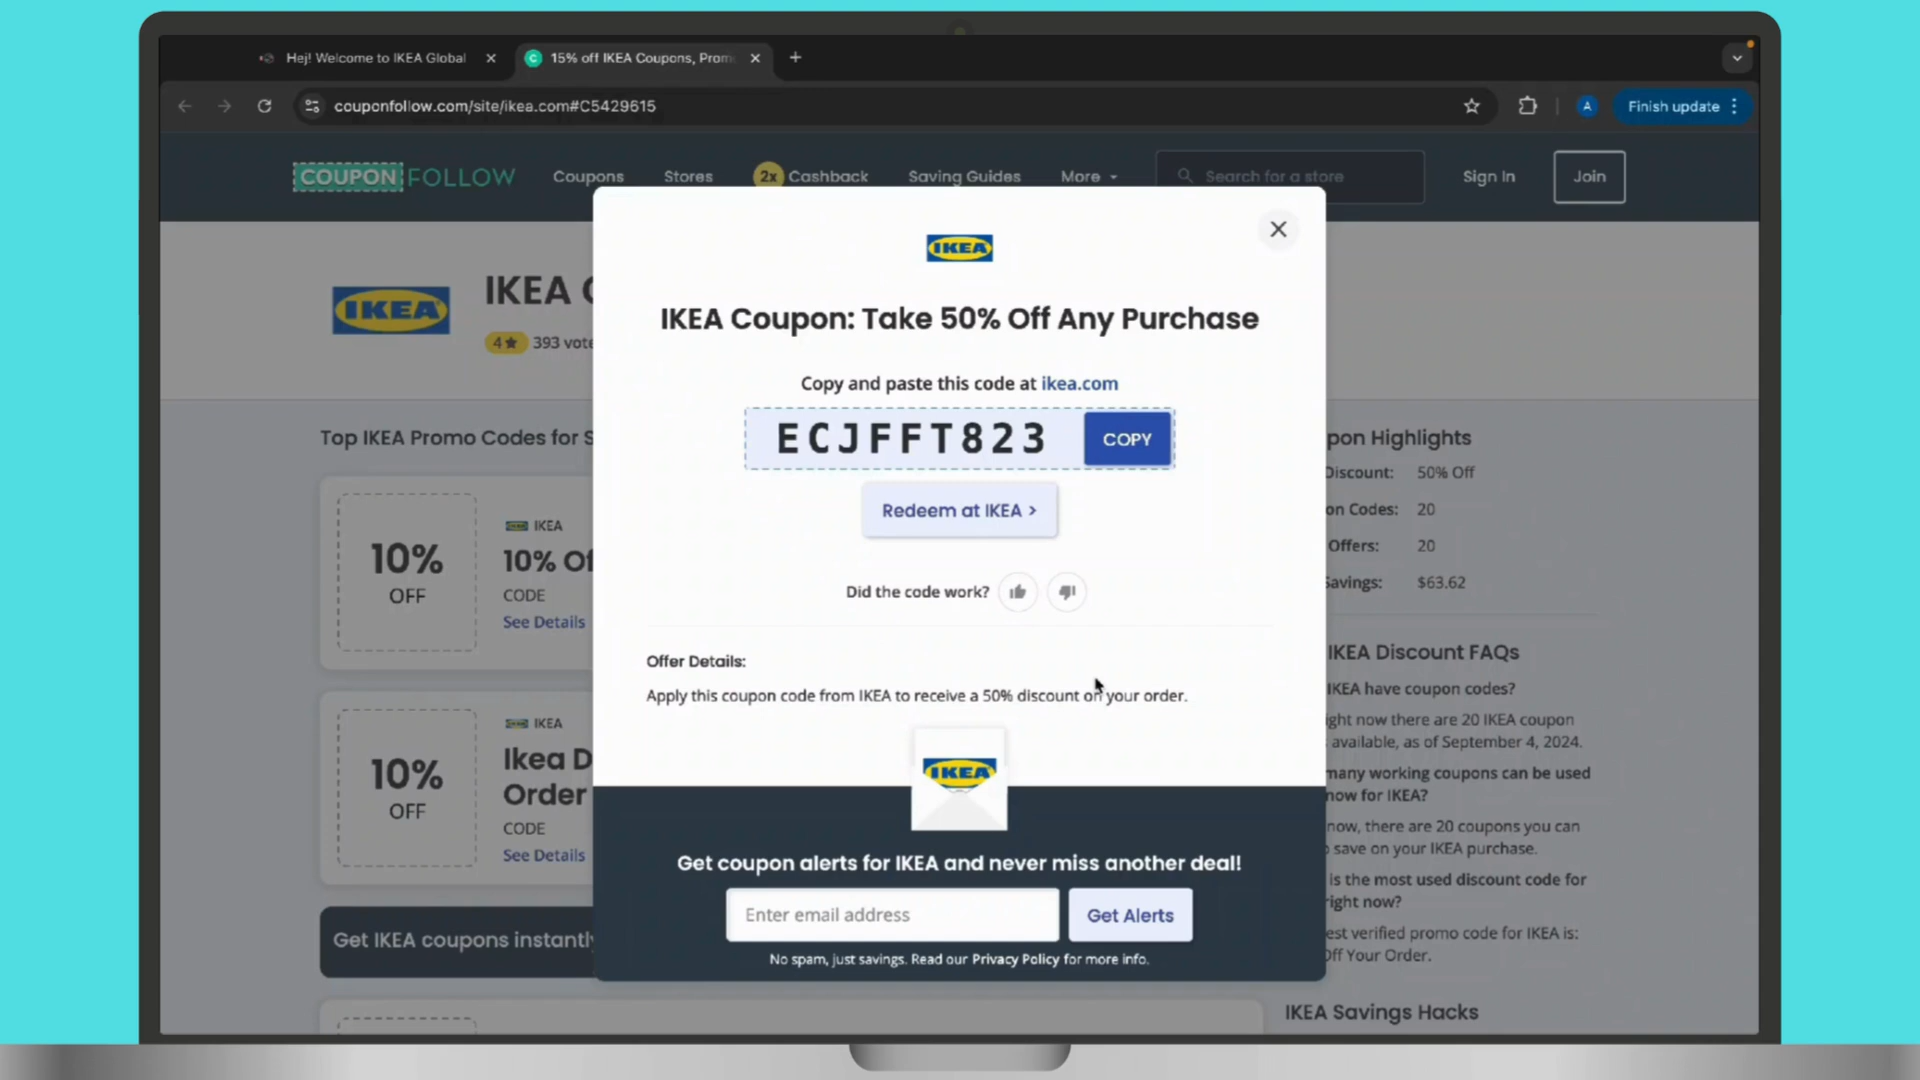 Hej! Welcome to IKEA Global
15% off IKEA Coupons, Prom
couponfollow.com/site/ikea.com#C5429615
A
Finish update
COUPONFOLLOW
Coupons
Stores
2x Cashback
Saving Guides
More
Search for a store
Sign In
Join
IKEA
IKEA
IKEA
4★ 393 vote
IKEA Coupon: Take 50% Off Any Purchase
Copy and paste this code at ikea.com
ECJFFT823
COPY
Redeem at IKEA >
Did the code work?
Offer Details:
Apply this coupon code from IKEA to receive a 50% discount on your order.
IKEA
Get coupon alerts for IKEA and never miss another deal!
Enter email address
Get Alerts
No spam, just savings. Read our Privacy Policy for more info.
Top IKEA Promo Codes for S
10%
OFF
IKEA
10% Of
CODE
See Details
10%
OFF
IKEA
Ikea D
Order
CODE
See Details
Get IKEA coupons instantly
pon Highlights
Discount: 50% Off
on Codes: 20
Offers: 20
Savings: $63.62
IKEA Discount FAQs
IKEA have coupon codes?
ght now there are 20 IKEA coupon
available, as of September 4, 2024.
many working coupons can be used
now for IKEA?
now, there are 20 coupons you can
save on your IKEA purchase.
is the most used discount code for
right now?
est verified promo code for IKEA is:
Off Your Order.
IKEA Savings Hacks